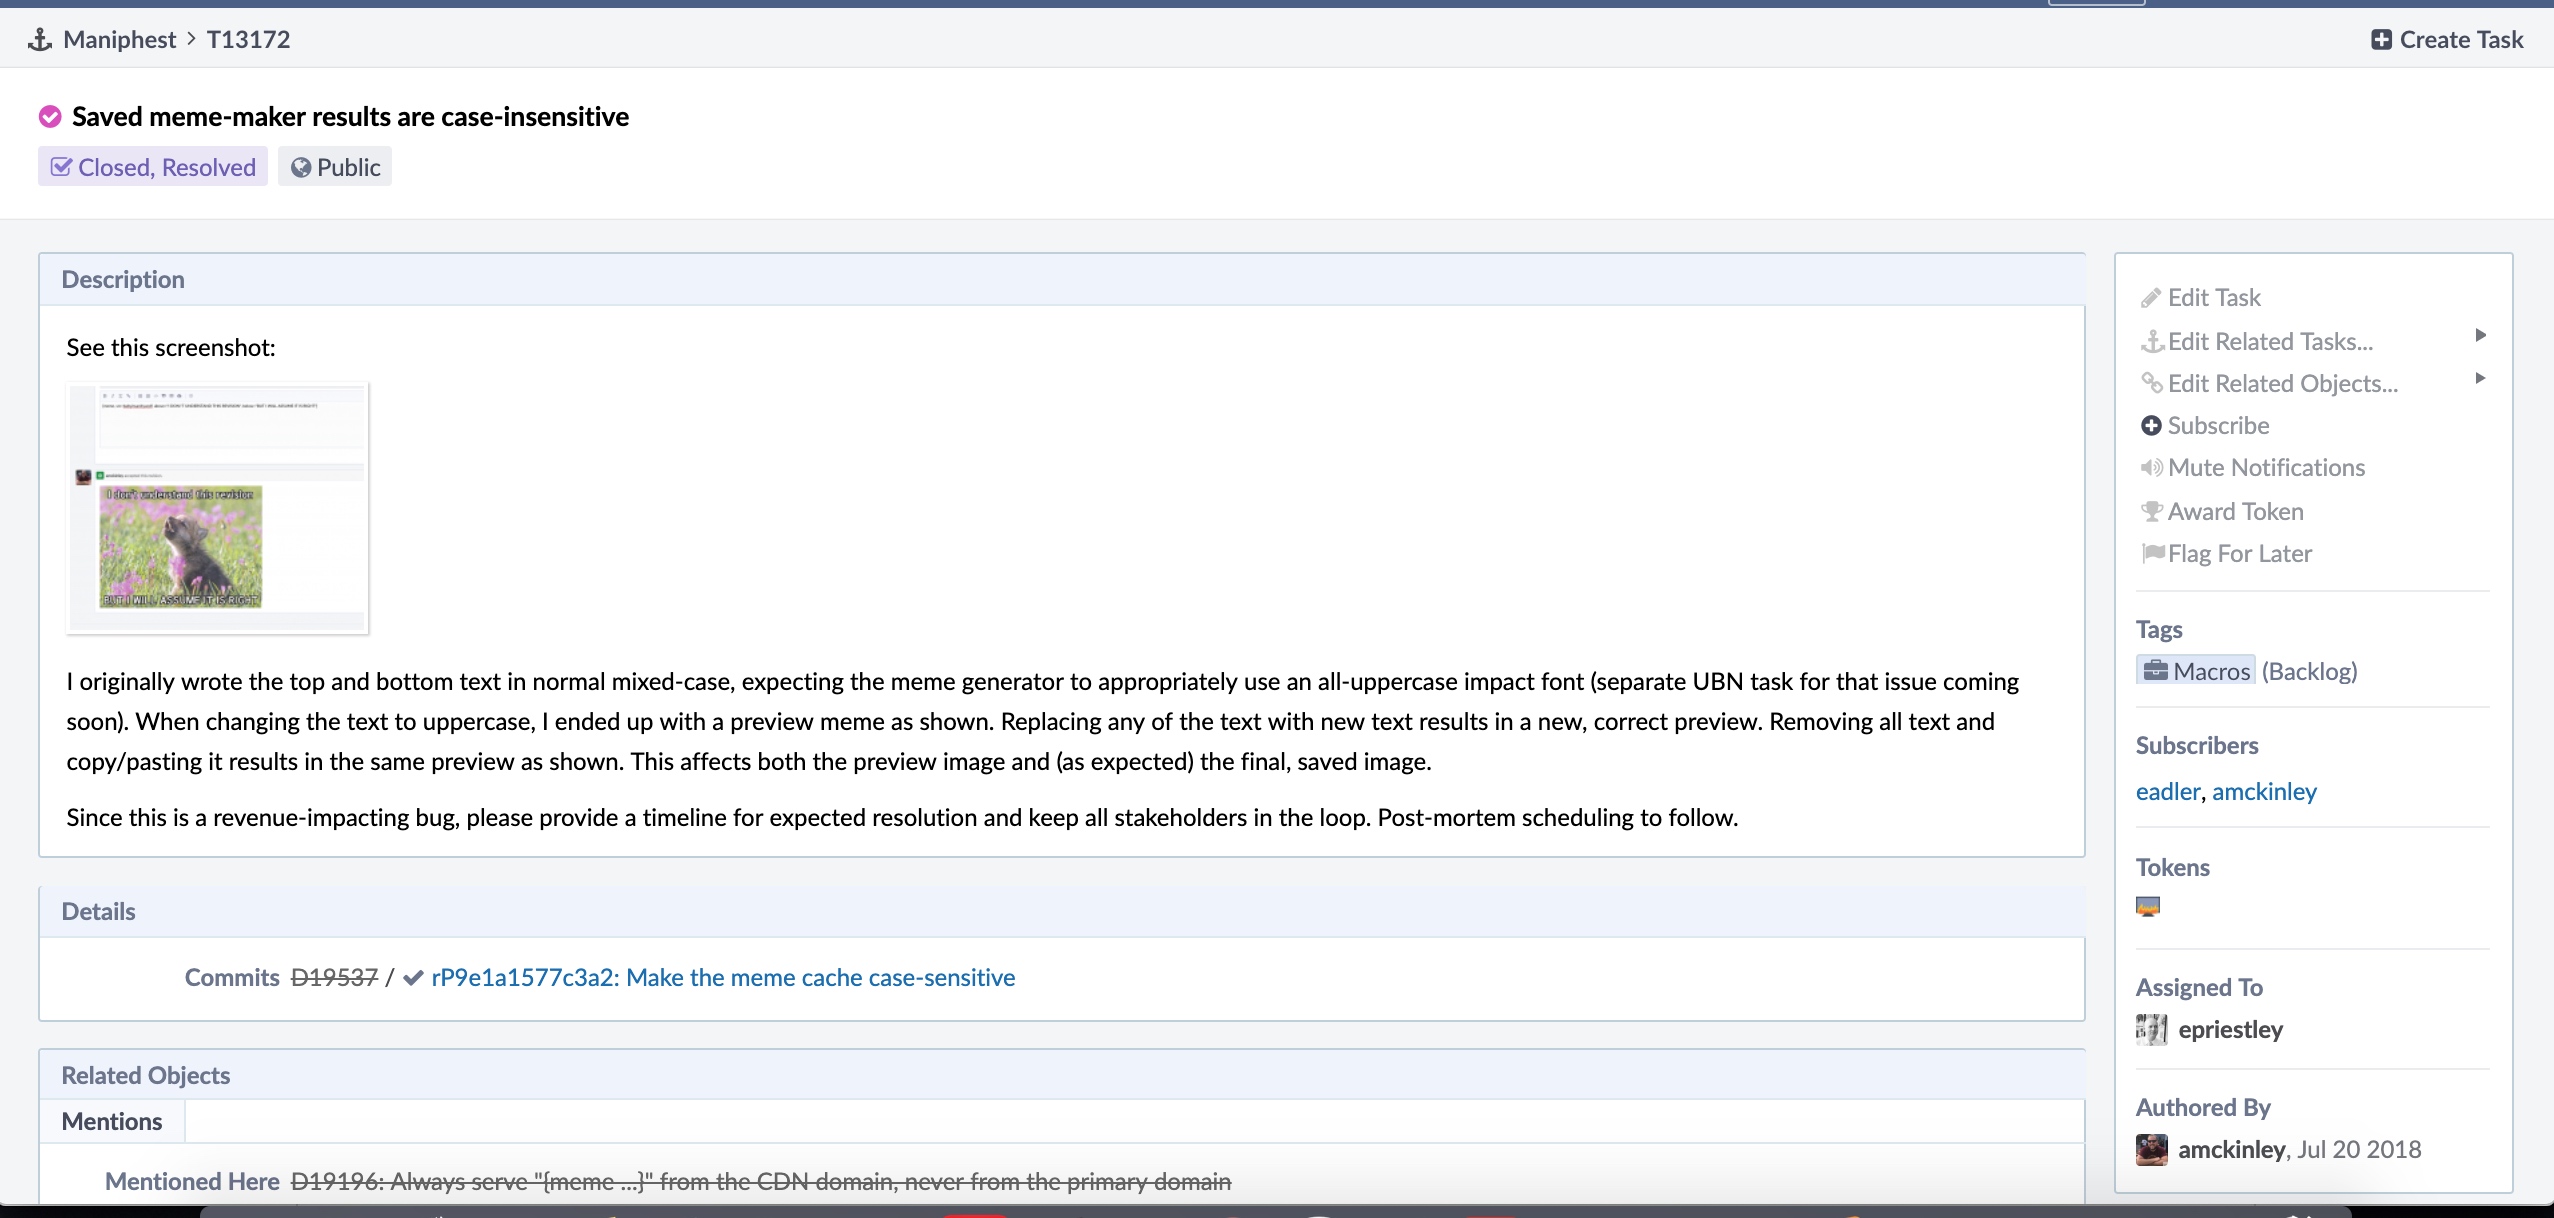 Maniphest > T13172
Create Task
Saved meme-maker results are case-insensitive
Closed, Resolved
Public
Description
See this screenshot:
I don't understand this revision
BUT I WILL ASSUME IT IS RIGHT
I originally wrote the top and bottom text in normal mixed-case, expecting the meme generator to appropriately use an all-uppercase impact font (separate UBN task for that issue coming
soon). When changing the text to uppercase, I ended up with a preview meme as shown. Replacing any of the text with new text results in a new, correct preview. Removing all text and
copy/pasting it results in the same preview as shown. This affects both the preview image and (as expected) the final, saved image.
Since this is a revenue-impacting bug, please provide a timeline for expected resolution and keep all stakeholders in the loop. Post-mortem scheduling to follow.
Details
Commits D19537 / rP9e1a1577c3a2: Make the meme cache case-sensitive
Related Objects
Mentions
Mentioned Here D19196: Always serve "{meme ...}" from the CDN domain, never from the primary domain
Edit Task
Edit Related Tasks...
Edit Related Objects...
Subscribe
Mute Notifications
Award Token
Flag For Later
Tags
Macros (Backlog)
Subscribers
eadler, amckinley
Tokens
Assigned To
epriestley
Authored By
amckinley, Jul 20 2018